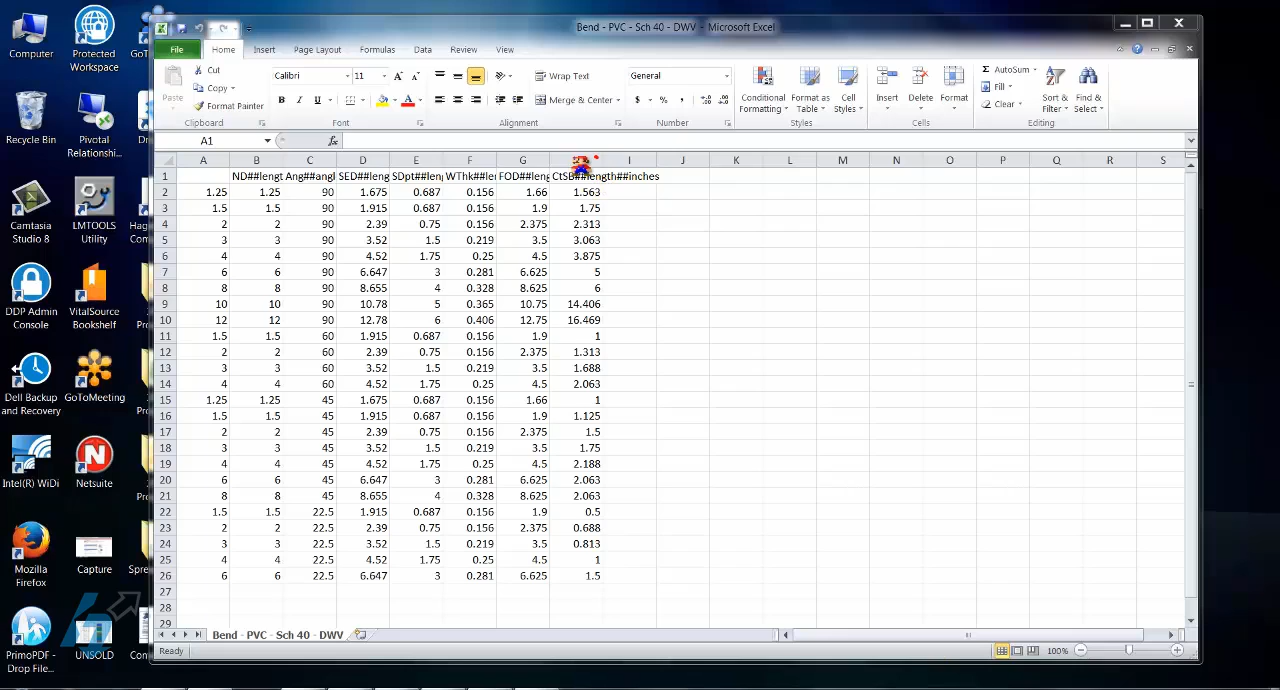 Bend - PVC - Sch 40 - DWV - Microsoft Excel
File Home Insert Page Layout Formulas Data Review View
Paste
Cut
Copy
Format Painter
Clipboard
Calibri 11 A A
B I U A
Font
Wrap Text
Merge & Center
Alignment
General
$ % , .0 .00 .00 .0
Number
Conditional Formatting
Format as Table
Cell Styles
Styles
Insert
Delete
Format
Cells
Σ AutoSum
Fill
Clear
Sort & Filter
Find & Select
Editing
A1 fx
A B C D E F G H I J K L M N O P Q R S
1 ND##lengt Ang##angl SED##leng SDpt##leng WThk##len FOD##leng CtSB##length##inches
2 1.25 1.25 90 1.675 0.687 0.156 1.66 1.563
3 1.5 1.5 90 1.915 0.687 0.156 1.9 1.75
4 2 2 90 2.39 0.75 0.156 2.375 2.313
5 3 3 90 3.52 1.5 0.219 3.5 3.063
6 4 4 90 4.52 1.75 0.25 4.5 3.875
7 6 6 90 6.647 3 0.281 6.625 5
8 8 8 90 8.655 4 0.328 8.625 6
9 10 10 90 10.78 5 0.365 10.75 14.406
10 12 12 90 12.78 6 0.406 12.75 16.469
11 1.5 1.5 60 1.915 0.687 0.156 1.9 1
12 2 2 60 2.39 0.75 0.156 2.375 1.313
13 3 3 60 3.52 1.5 0.219 3.5 1.688
14 4 4 60 4.52 1.75 0.25 4.5 2.063
15 1.25 1.25 45 1.675 0.687 0.156 1.66 1
16 1.5 1.5 45 1.915 0.687 0.156 1.9 1.125
17 2 2 45 2.39 0.75 0.156 2.375 1.5
18 3 3 45 3.52 1.5 0.219 3.5 1.75
19 4 4 45 4.52 1.75 0.25 4.5 2.188
20 6 6 45 6.647 3 0.281 6.625 2.063
21 8 8 45 8.655 4 0.328 8.625 2.063
22 1.5 1.5 22.5 1.915 0.687 0.156 1.9 0.5
23 2 2 22.5 2.39 0.75 0.156 2.375 0.688
24 3 3 22.5 3.52 1.5 0.219 3.5 0.813
25 4 4 22.5 4.52 1.75 0.25 4.5 1
26 6 6 22.5 6.647 3 0.281 6.625 1.5
27
28
29
Bend - PVC - Sch 40 - DWV
Ready 100%
Computer
Protected Workspace
GoT
Recycle Bin
Pivotal Relationshi...
Camtasia Studio 8
LMTOOLS Utility
DDP Admin Console
VitalSource Bookshelf
Dell Backup and Recovery
GoToMeeting
Intel(R) WiDi
Netsuite
Mozilla Firefox
Capture
PrimoPDF - Drop File...
UNSOLD